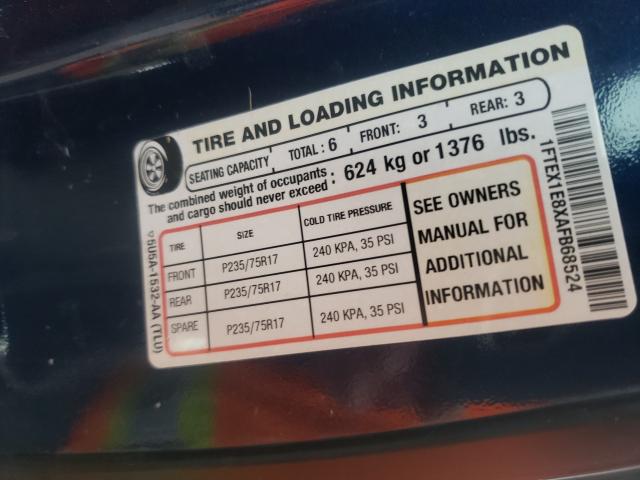 TIRE AND LOADING INFORMATION
SEATING CAPACITY TOTAL : 6 FRONT: 3 REAR: 3
The combined weight of occupants and cargo should never exceed : 624 kg or 1376 lbs.
TIRE SIZE COLD TIRE PRESSURE
FRONT P235/75R17 240 KPA, 35 PSI
REAR P235/75R17 240 KPA, 35 PSI
SPARE P235/75R17 240 KPA, 35 PSI
SEE OWNERS
MANUAL FOR
ADDITIONAL
INFORMATION
5U5A-1532-AA (TLU)
1FTEX1E8XAFB68524